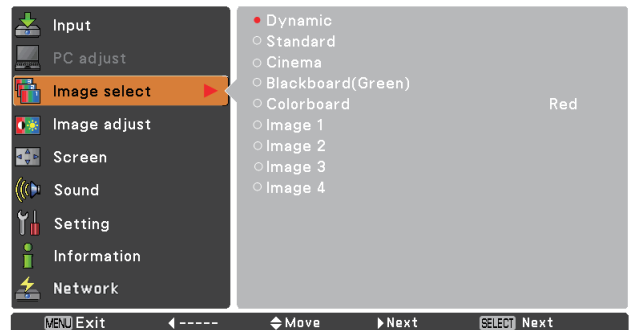 Input
PC adjust
Image select
Image adjust
Screen
Sound
Setting
Information
Network
Dynamic
Standard
Cinema
Blackboard(Green)
Colorboard Red
Image 1
Image 2
Image 3
Image 4
MENU Exit ----- Move Next SELECT Next